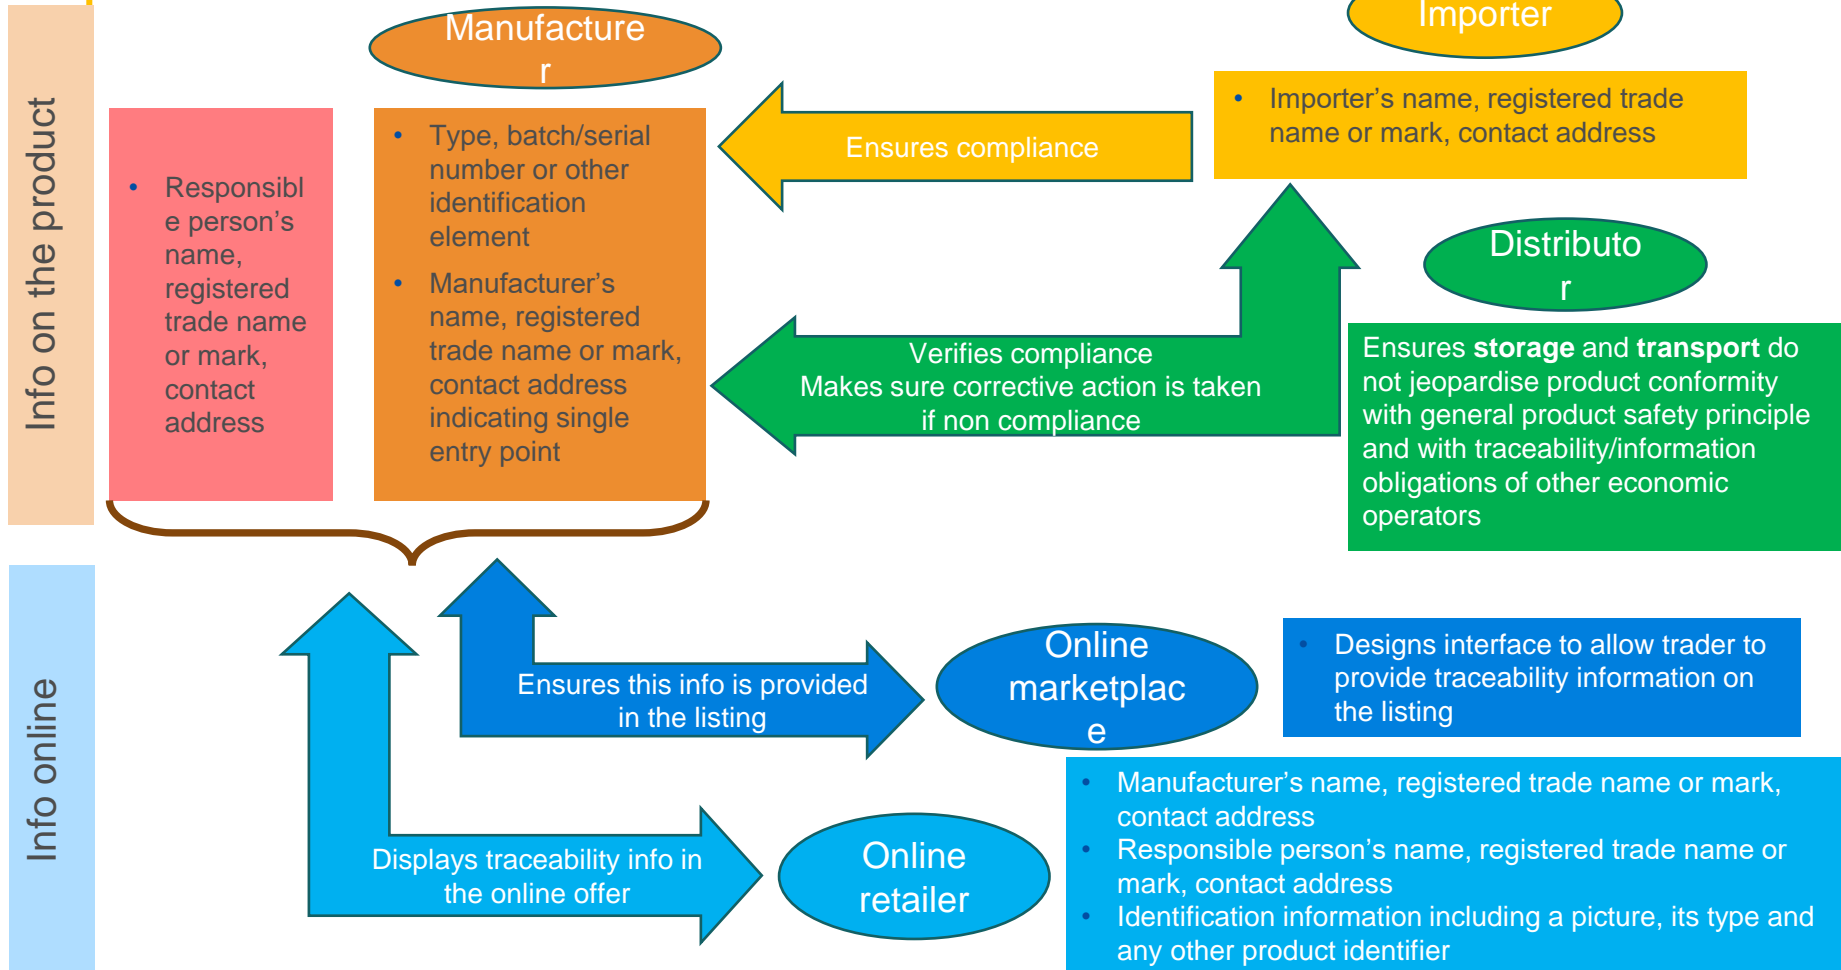 Info on the product
Manufacture
r
Importer
• Responsibl
e person's
name,
registered
trade name
or mark,
contact
address
• Type, batch/serial
number or other
identification
element
• Manufacturer's
name, registered
trade name or mark,
contact address
indicating single
entry point
Ensures compliance
• Importer's name, registered trade
name or mark, contact address
Distributo
r
Verifies compliance
Makes sure corrective action is taken
if non compliance
Ensures storage and transport do
not jeopardise product conformity
with general product safety principle
and with traceability/information
obligations of other economic
operators
Info online
Ensures this info is provided
in the listing
Online
marketplac
e
• Designs interface to allow trader to
provide traceability information on
the listing
Displays traceability info in
the online offer
Online
retailer
• Manufacturer's name, registered trade name or mark,
contact address
• Responsible person's name, registered trade name or
mark, contact address
• Identification information including a picture, its type and
any other product identifier